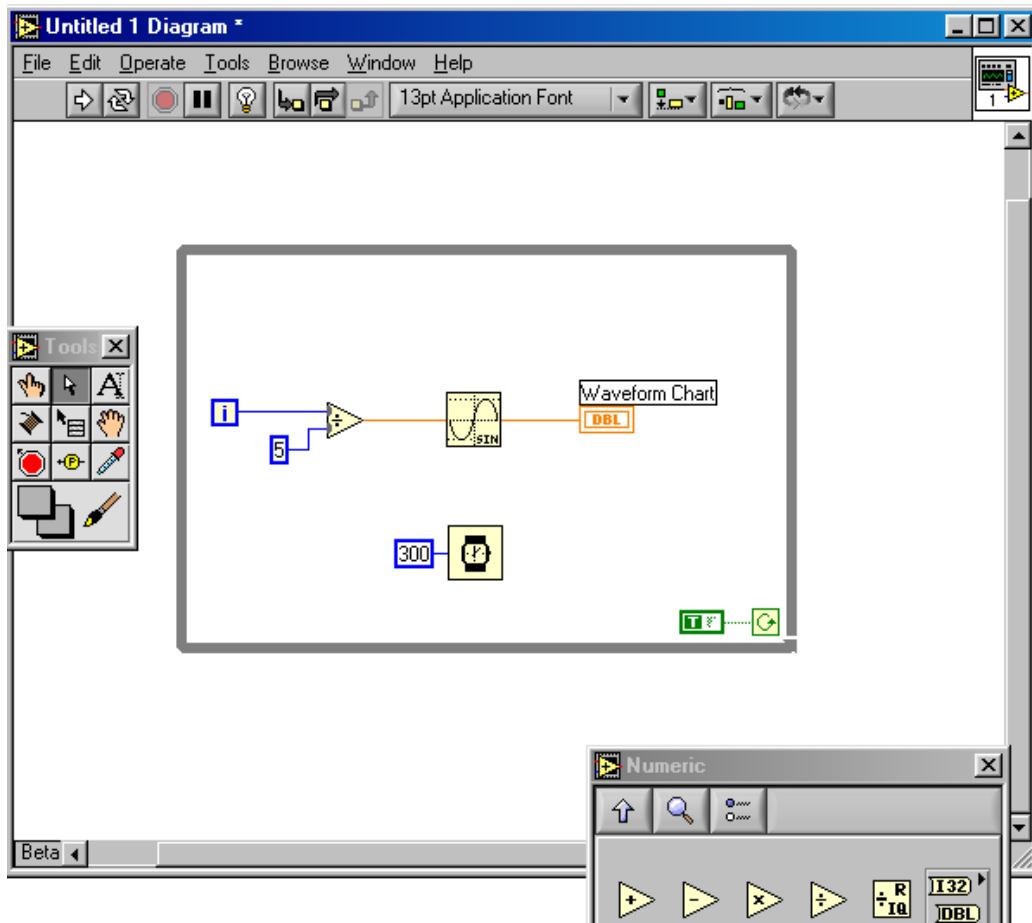 Untitled 1 Diagram *
File Edit Operate Tools Browse Window Help
13pt Application Font
1
Tools
A
P
i
5
SIN
Waveform Chart
DBL
300
T F
Numeric
Beta
R
IQ
I32
DBL